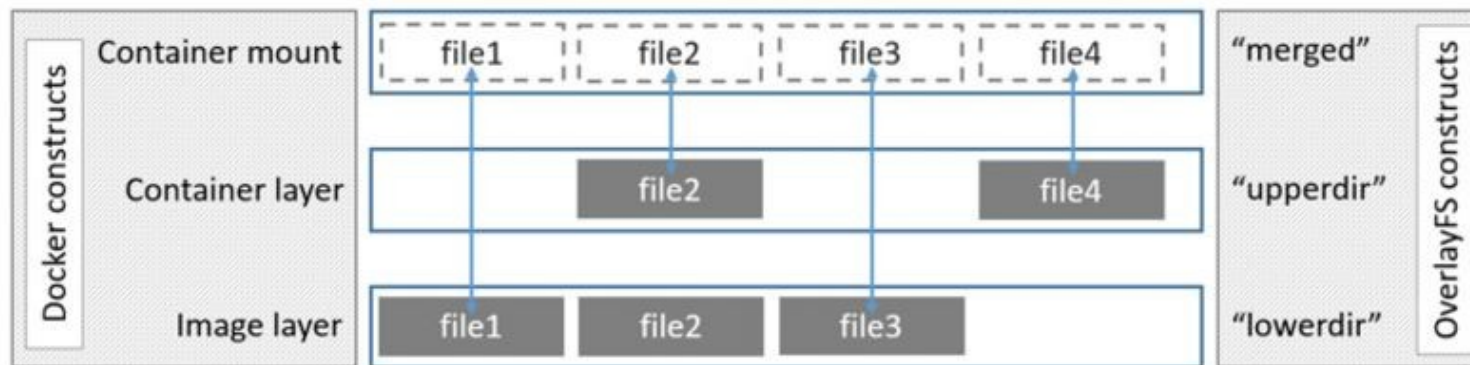 Docker constructs
Container mount
file1
file2
file3
file4
“merged”
Container layer
file2
file4
“upperdir”
Image layer
file1
file2
file3
“lowerdir”
OverlayFS constructs